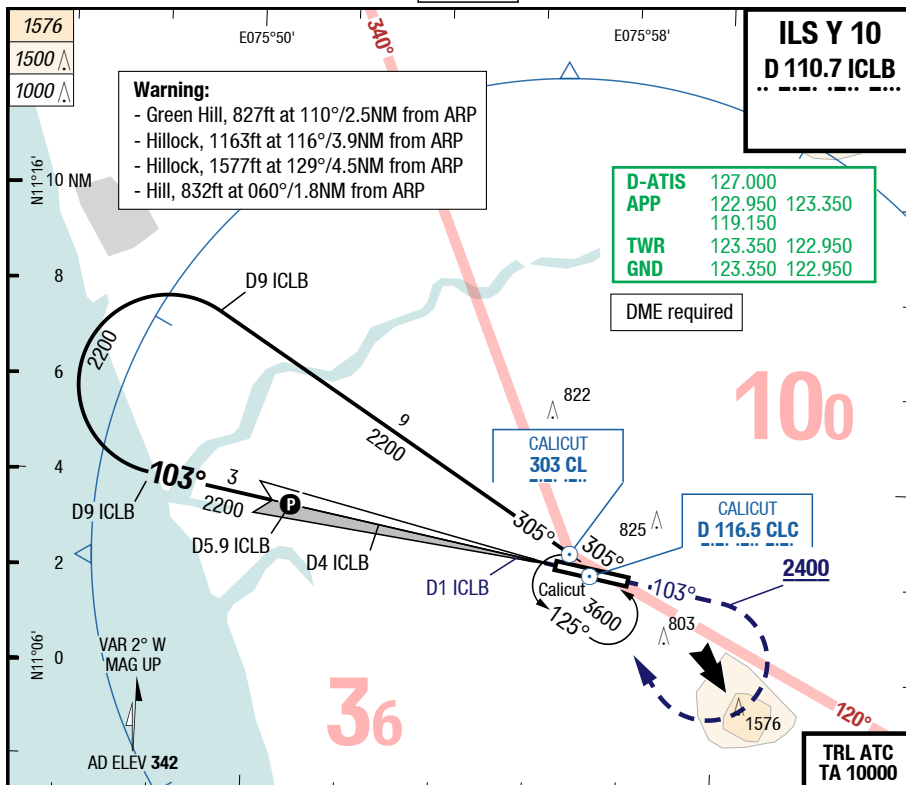 1576
1500
1000
E075°50'
340°
E075°58'
ILS Y 10
D 110.7 ICLB
Warning:
- Green Hill, 827ft at 110°/2.5NM from ARP
- Hillock, 1163ft at 116°/3.9NM from ARP
- Hillock, 1577ft at 129°/4.5NM from ARP
- Hill, 832ft at 060°/1.8NM from ARP
N11°16'
10 NM
D-ATIS 127.000
APP 122.950 123.350
119.150
TWR 123.350 122.950
GND 123.350 122.950
DME required
8
D9 ICLB
2200
6
9
2200
822
100
CALICUT
303 CL
4
103°
3
2200
D9 ICLB
P
D5.9 ICLB
D4 ICLB
305°
305°
825
CALICUT
D 116.5 CLC
2
D1 ICLB
Calicut
103°
2400
3600
125°
803
N11°06'
0
VAR 2° W
MAG UP
36
1576
120°
AD ELEV 342
TRL ATC
TA 10000